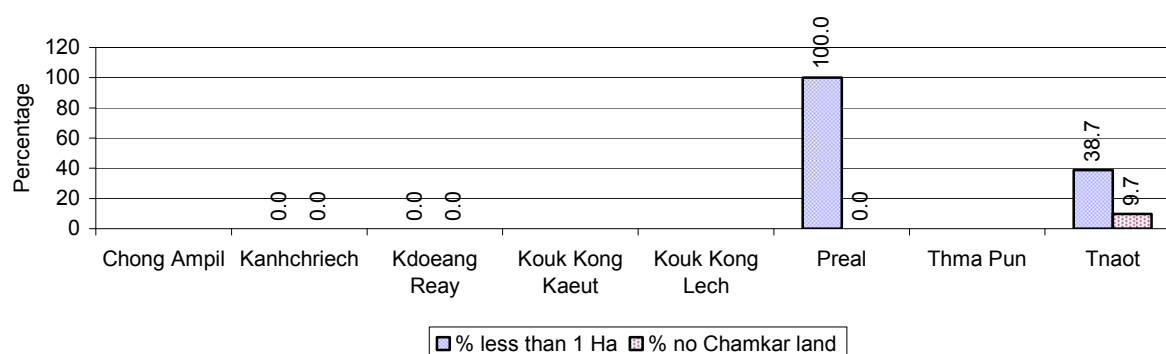 Percentage
120
100
80
60
40
20
0
0.0
0.0
0.0
0.0
100.0
0.0
38.7
9.7
Chong Ampil
Kanhchriech
Kdoeang
Reay
Kouk Kong
Kaeut
Kouk Kong
Lech
Preal
Thma Pun
Tnaot
% less than 1 Ha
% no Chamkar land